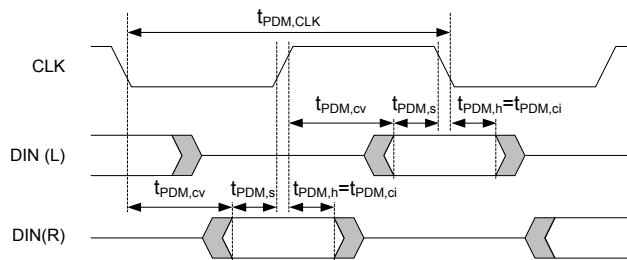 tPDM,CLK
CLK
tPDM,cv tPDM,s tPDM,h=tPDM,ci
DIN (L)
tPDM,cv tPDM,s tPDM,h=tPDM,ci
DIN(R)